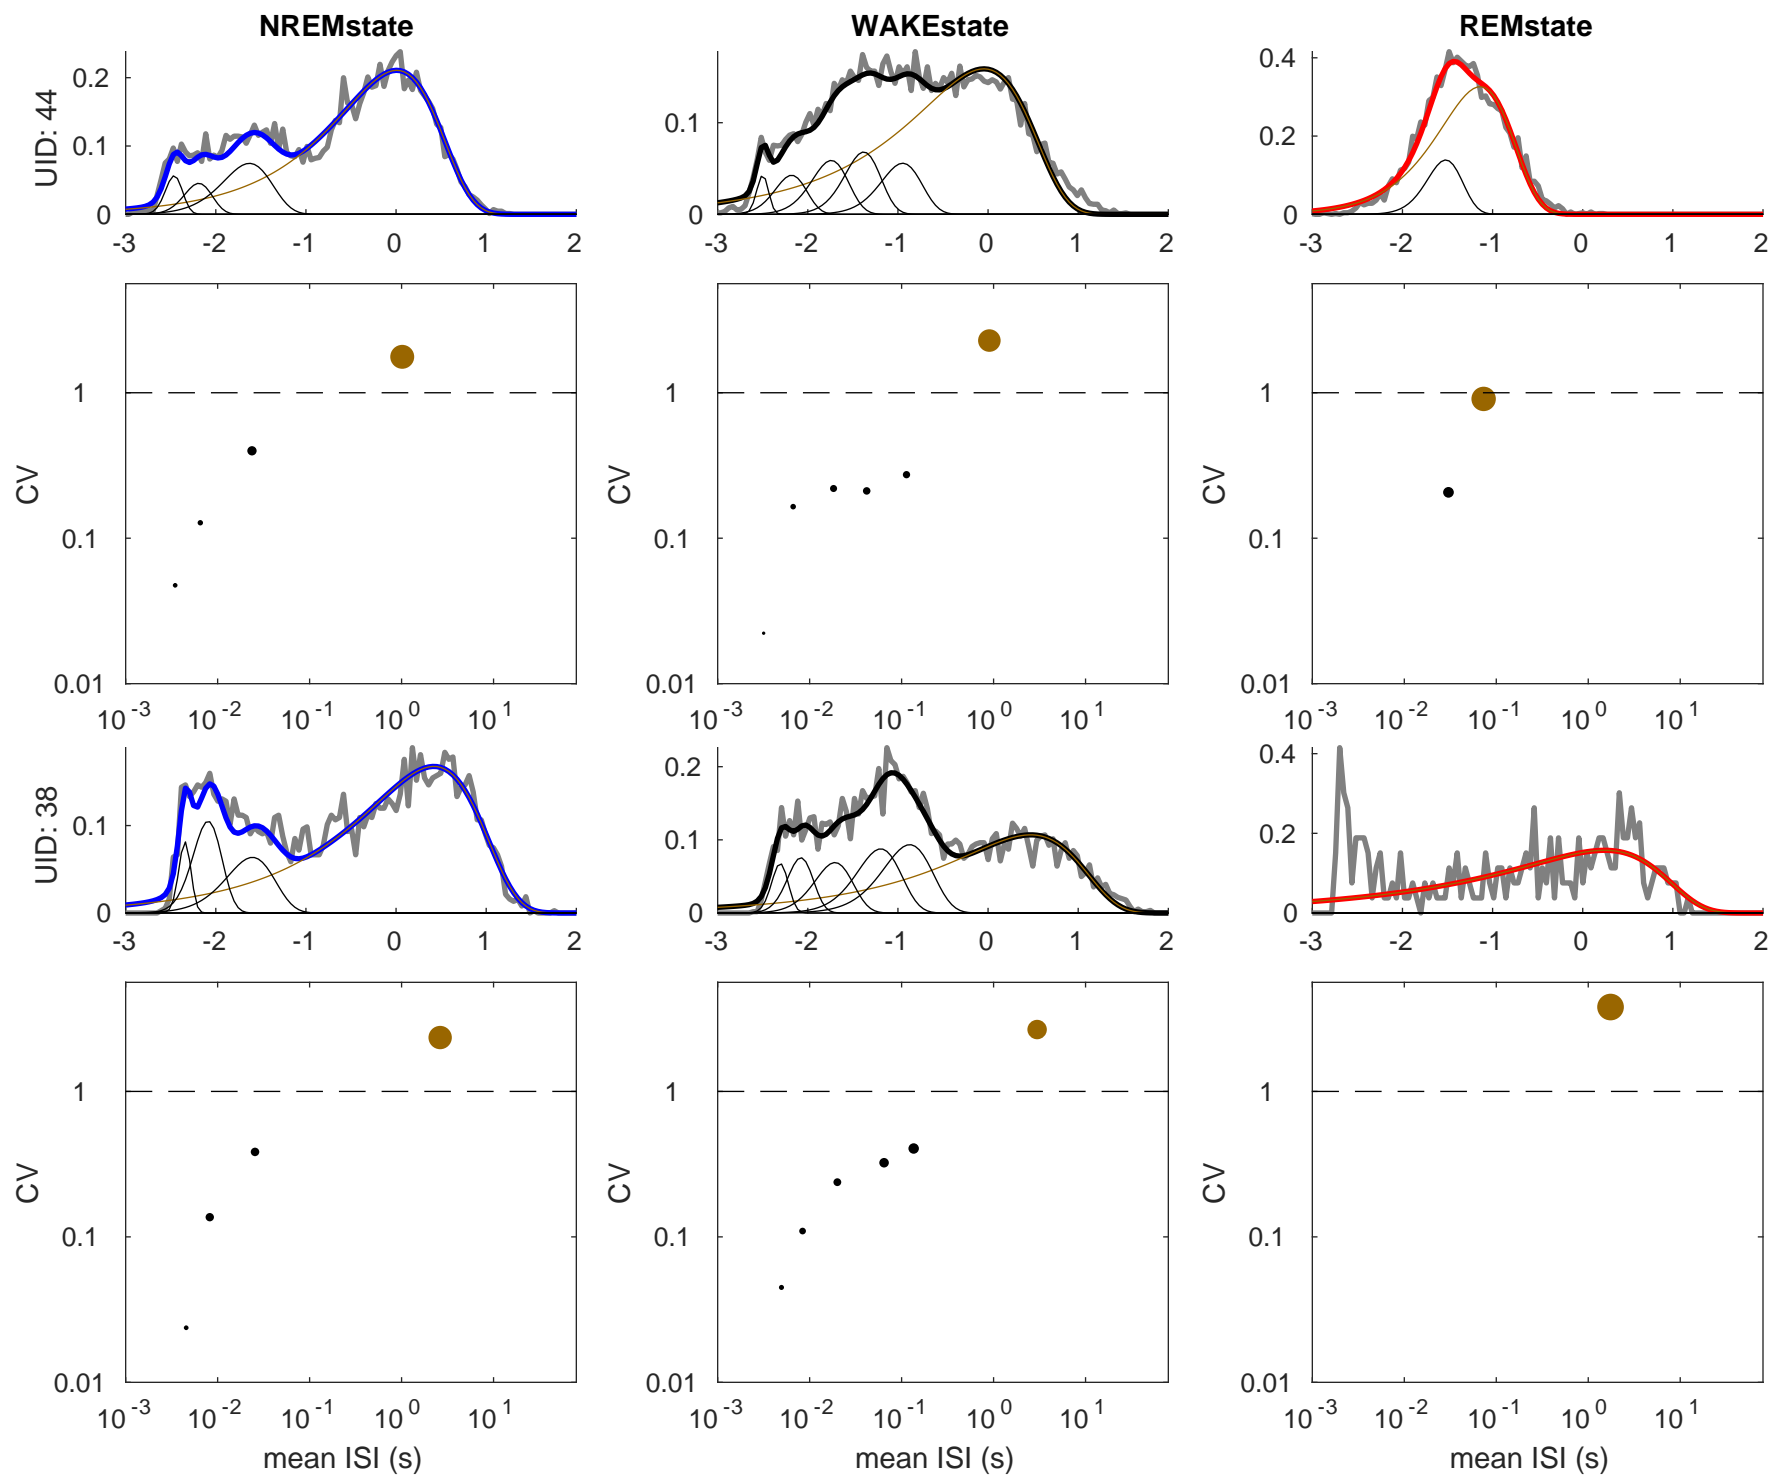 NREMstate WAKEstate REMstate
UID: 44
0.2 0.1 0
0.1 0
0.4 0.2 0
-3 -2 -1 0 1 2
-3 -2 -1 0 1 2
-3 -2 -1 0 1 2
CV 1 0.1 0.01
CV 1 0.1 0.01
CV 1 0.1 0.01
10^-3 10^-2 10^-1 10^0 10^1
10^-3 10^-2 10^-1 10^0 10^1
10^-3 10^-2 10^-1 10^0 10^1
UID: 38
0.1 0
0.2 0.1 0
0.4 0.2 0
-3 -2 -1 0 1 2
-3 -2 -1 0 1 2
-3 -2 -1 0 1 2
CV 1 0.1 0.01
CV 1 0.1 0.01
CV 1 0.1 0.01
10^-3 10^-2 10^-1 10^0 10^1
10^-3 10^-2 10^-1 10^0 10^1
10^-3 10^-2 10^-1 10^0 10^1
mean ISI (s) mean ISI (s) mean ISI (s)